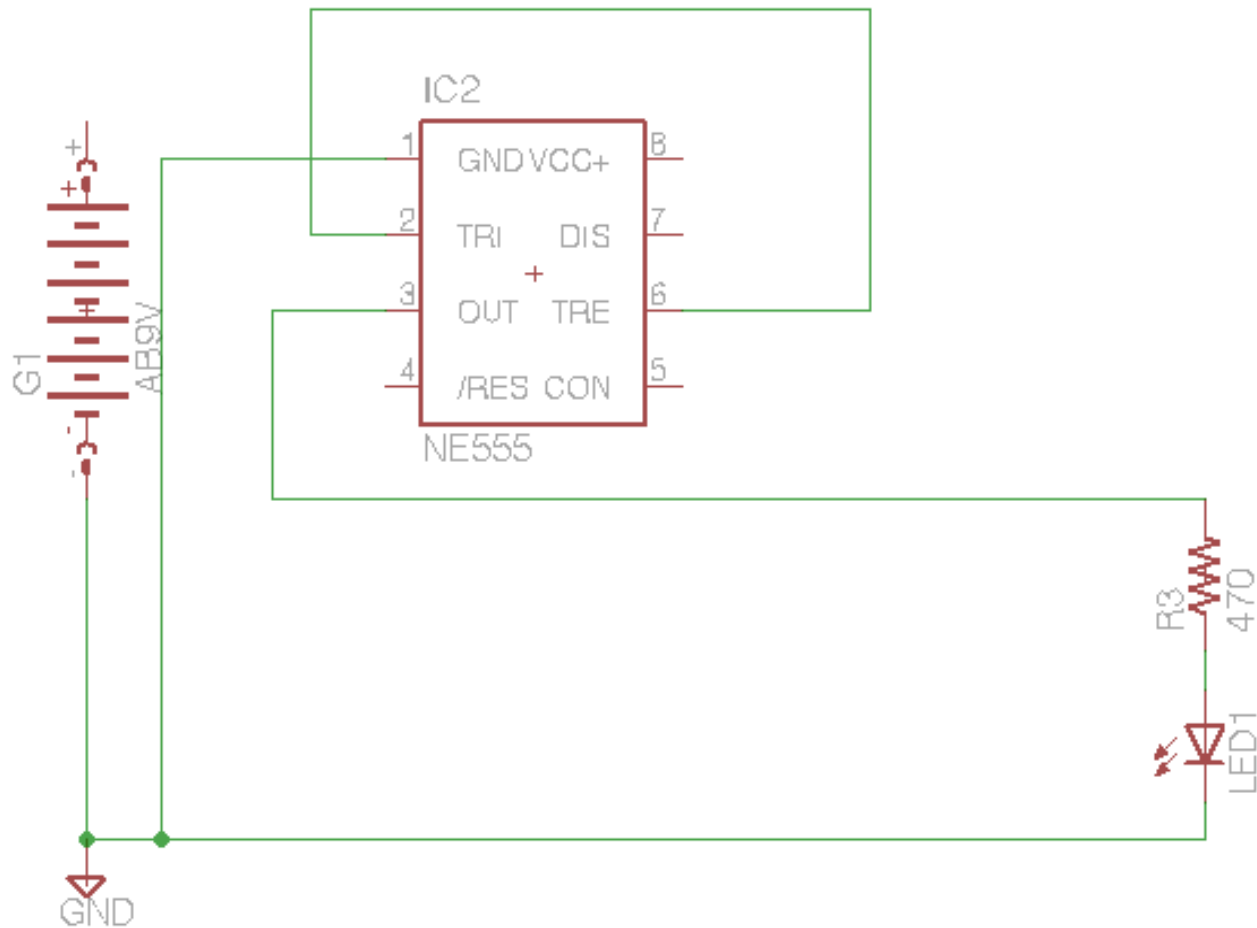 IC2
1 GND VCC+ 8
2 TRI DIS 7
3 OUT TRE 6
4 /RES CON 5
NE555
+
+
+
+
-
-
G1
AB9V
R3
470
LED1
GND